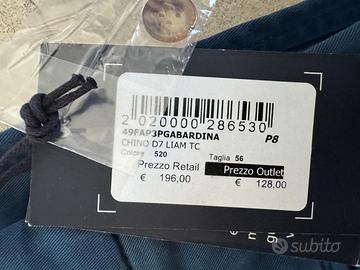 2 020000 286530
49FAP3PGABARDINA
P8
CHINO D7 LIAM TC
Colore 520 Taglia 56
Prezzo Retail Prezzo Outlet
€ 196,00 € 128,00
subito